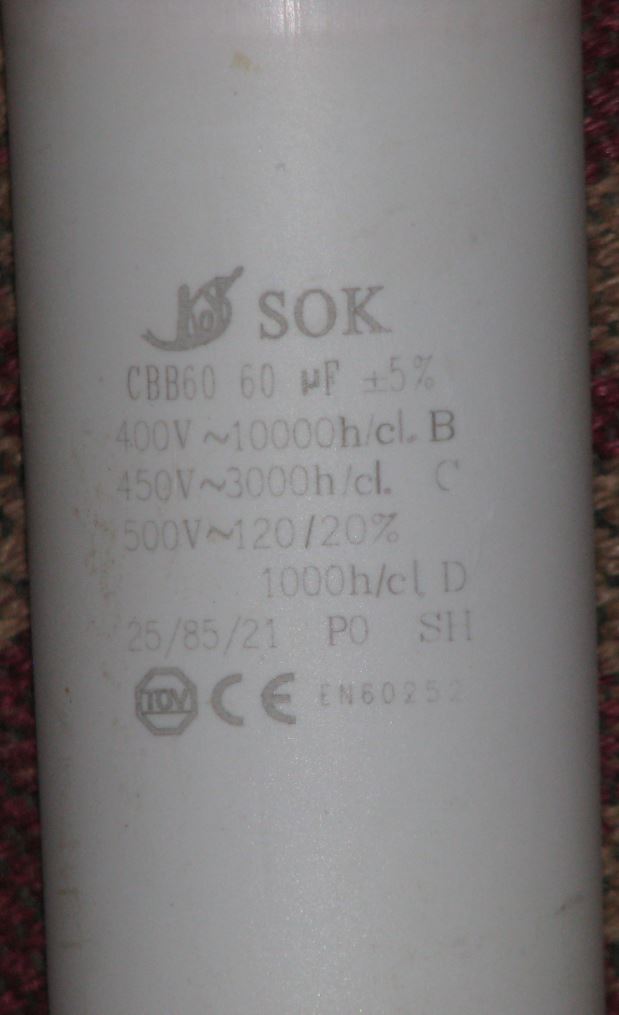 SOK
CBB60 60 µF ±5%
400V~10000h/cl. B
450V~3000h/cl. C
500V~120/20%
1000h/cl D
25/85/21 P0 SH
TÜV CE EN60252